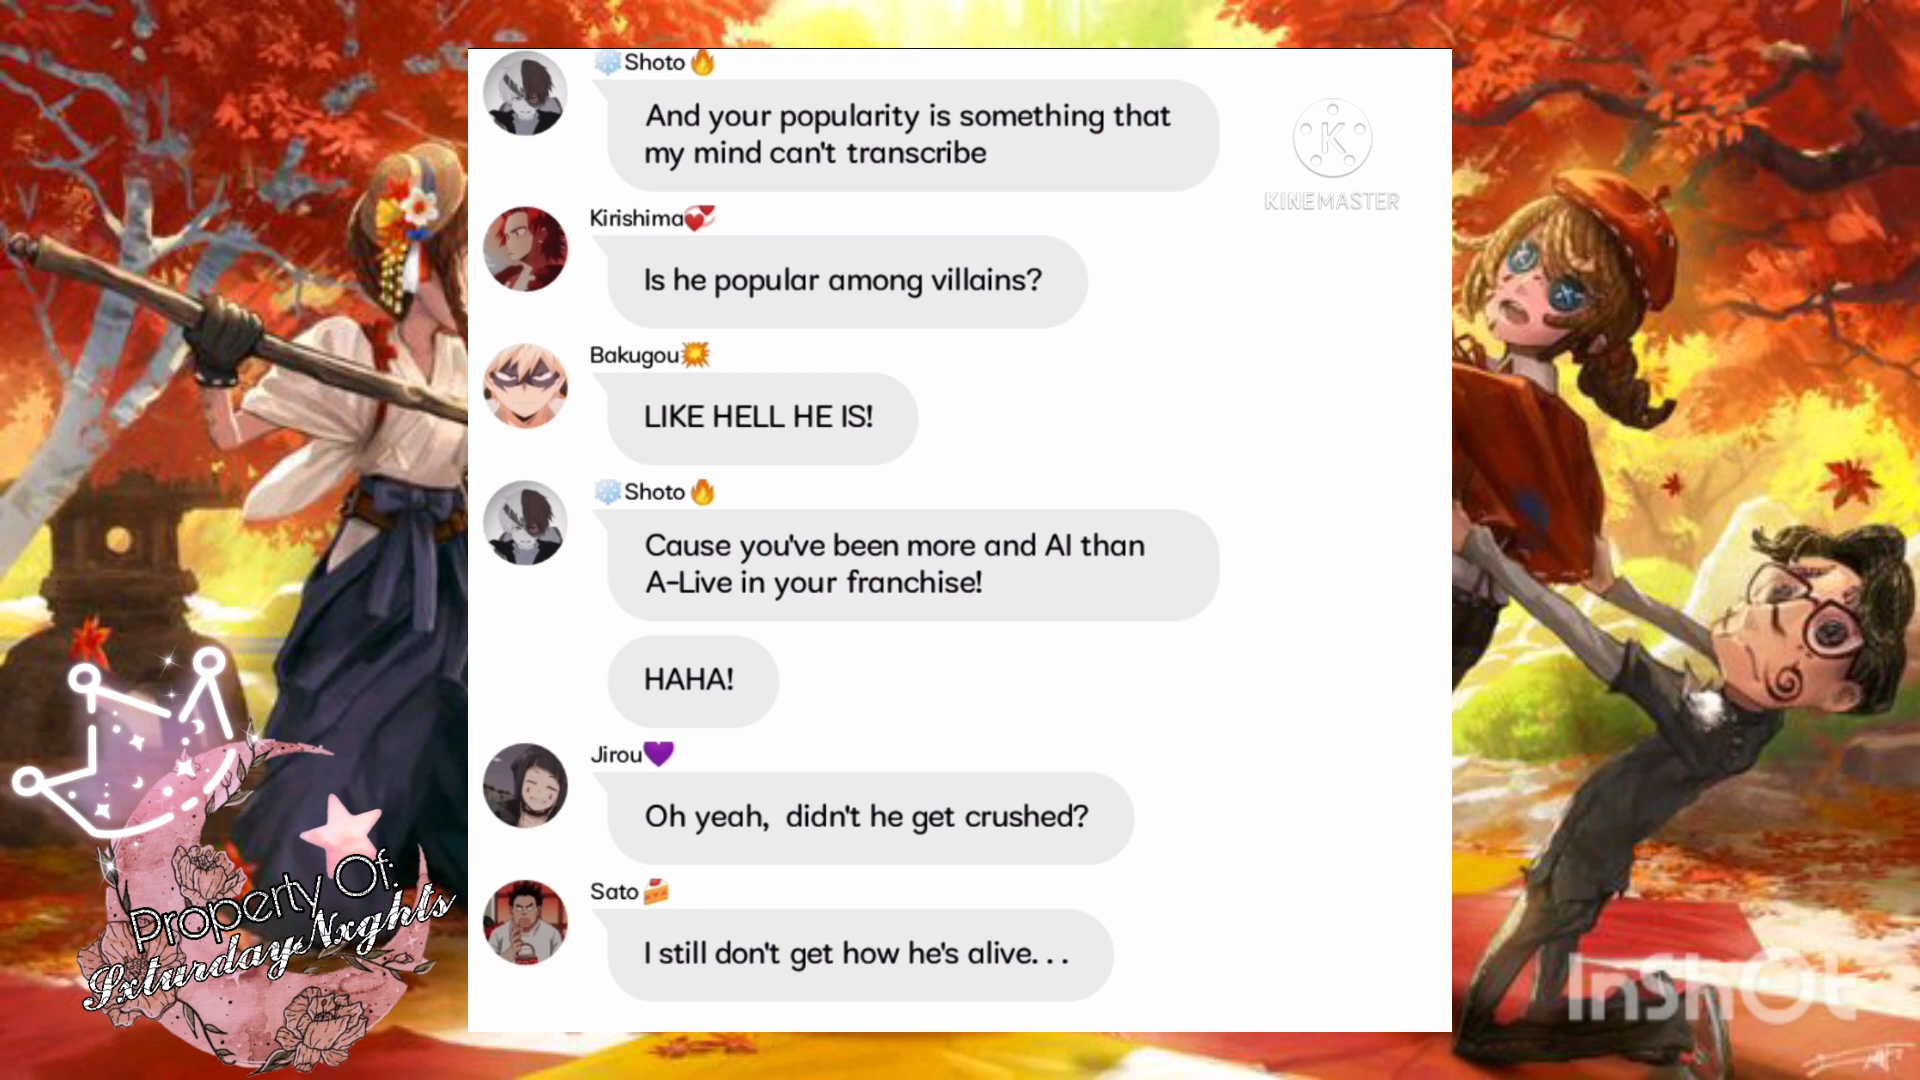 ❄️Shoto🔥
And your popularity is something that
my mind can't transcribe
Kirishima💞
Is he popular among villains?
Bakugou💥
LIKE HELL HE IS!
❄️Shoto🔥
Cause you've been more and AI than
A-Live in your franchise!
HAHA!
Jirou💜
Oh yeah, didn't he get crushed?
Sato🍰
I still don't get how he's alive. . .
K
KINEMASTER
Property Of:
SxturdayNxghts
InShOt